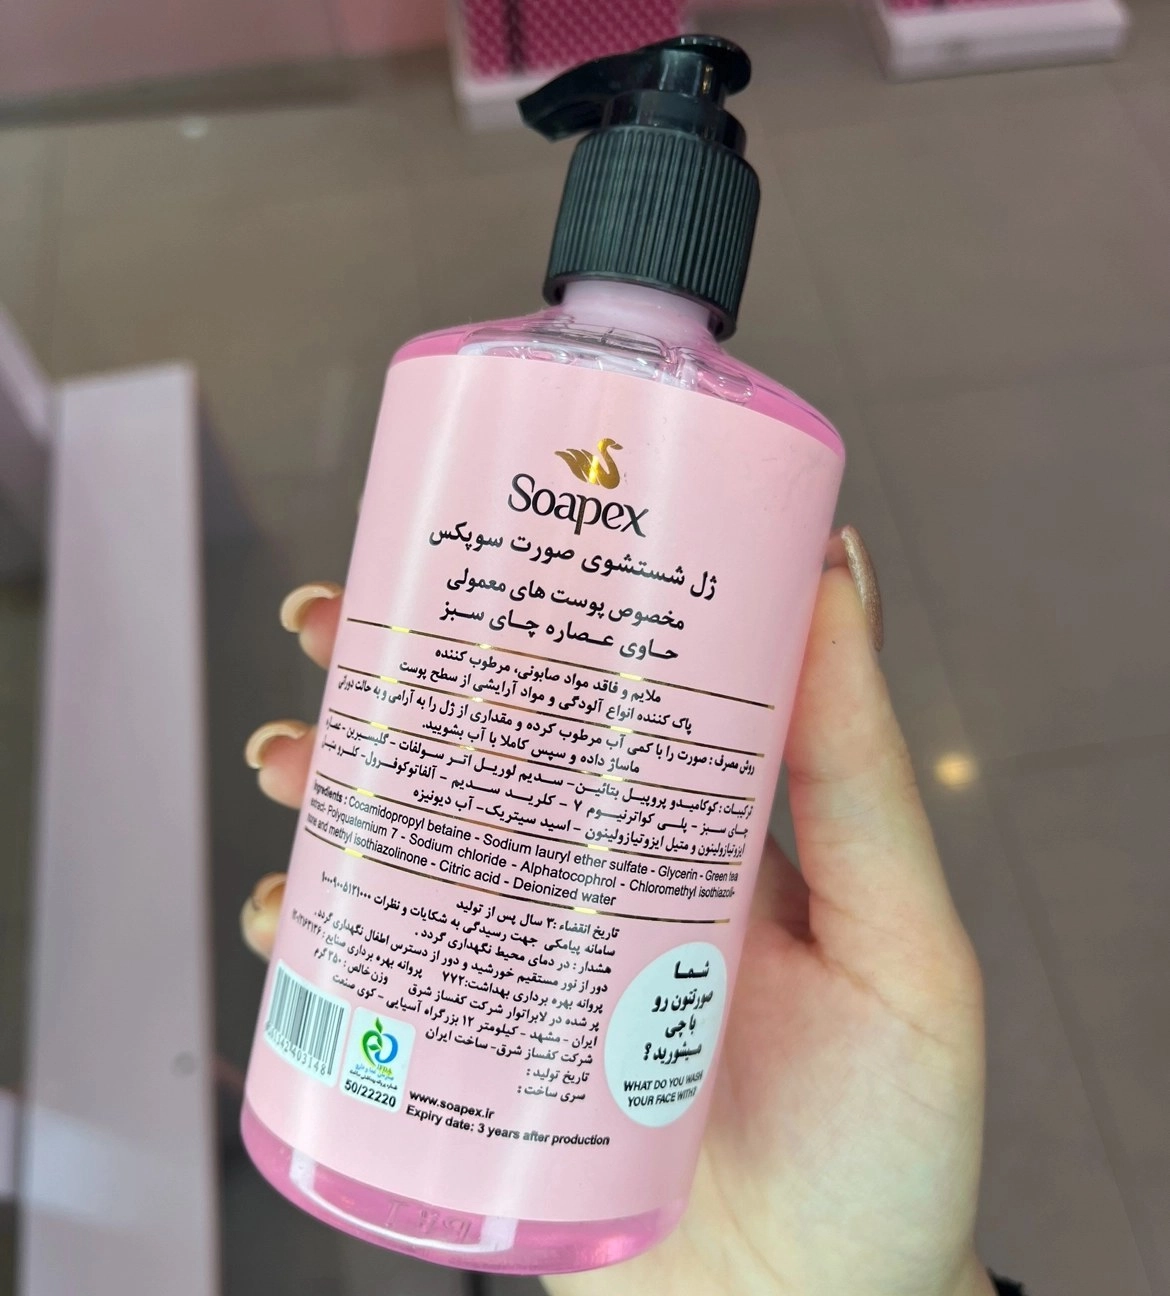 Soapex
ژل شستشوی صورت سوپکس
مخصوص پوست های معمولی
حاوی عصاره چای سبز
ملایم و فاقد مواد صابونی، مرطوب کننده
پاک کننده انواع آلودگی و مواد آرایشی از سطح پوست
روش مصرف : صورت را با کمی آب مرطوب کرده و مقداری از ژل را به آرامی و به حالت دورانی
ماساژ داده و سپس کاملا با آب بشویید.
ترکیبات : کوکامیدو پروپیل بتائین - سدیم لوریل اتر سولفات - گلیسیرین - عصاره
چای سبز - پلی کواترنیوم ۷ - کلرید سدیم - آلفاتوکوفرول - کلرو متیل
ایزوتیازولینون و متیل ایزوتیازولینون - اسید سیتریک - آب دیونیزه
Ingredients : Cocamidopropyl betaine - Sodium lauryl ether sulfate - Glycerin - Green tea
extract- Polyquaternium 7 - Sodium chloride - Alphatocophrol - Chloromethyl isothiazoli-
none and methyl isothiazolinone - Citric acid - Deionized water
تاریخ انقضاء :۳ سال پس از تولید
سامانه پیامکی جهت رسیدگی به شکایات و نظرات ۱۰۰۰۹۰۰۵۱۲۱۰۰۰
هشدار : در دمای محیط نگهداری گردد .
دور از نور مستقیم خورشید و دور از دسترس اطفال نگهداری گردد .
پروانه بهره برداری بهداشت: ۷۷۲ پروانه بهره برداری صنایع :
پر شده در لابراتوار شرکت کفساز شرق وزن خالص : ۲۵۰ گرم
ایران - مشهد - کیلومتر ۱۲ بزرگراه آسیایی - کوی صنعت
شرکت کفساز شرق- ساخت ایران
تاریخ تولید :
سری ساخت :
www.soapex.ir
Expiry date: 3 years after production
50/22220
شما
صورتتون رو
با چی
میشورید ؟
WHAT DO YOU WASH
YOUR FACE WITH?